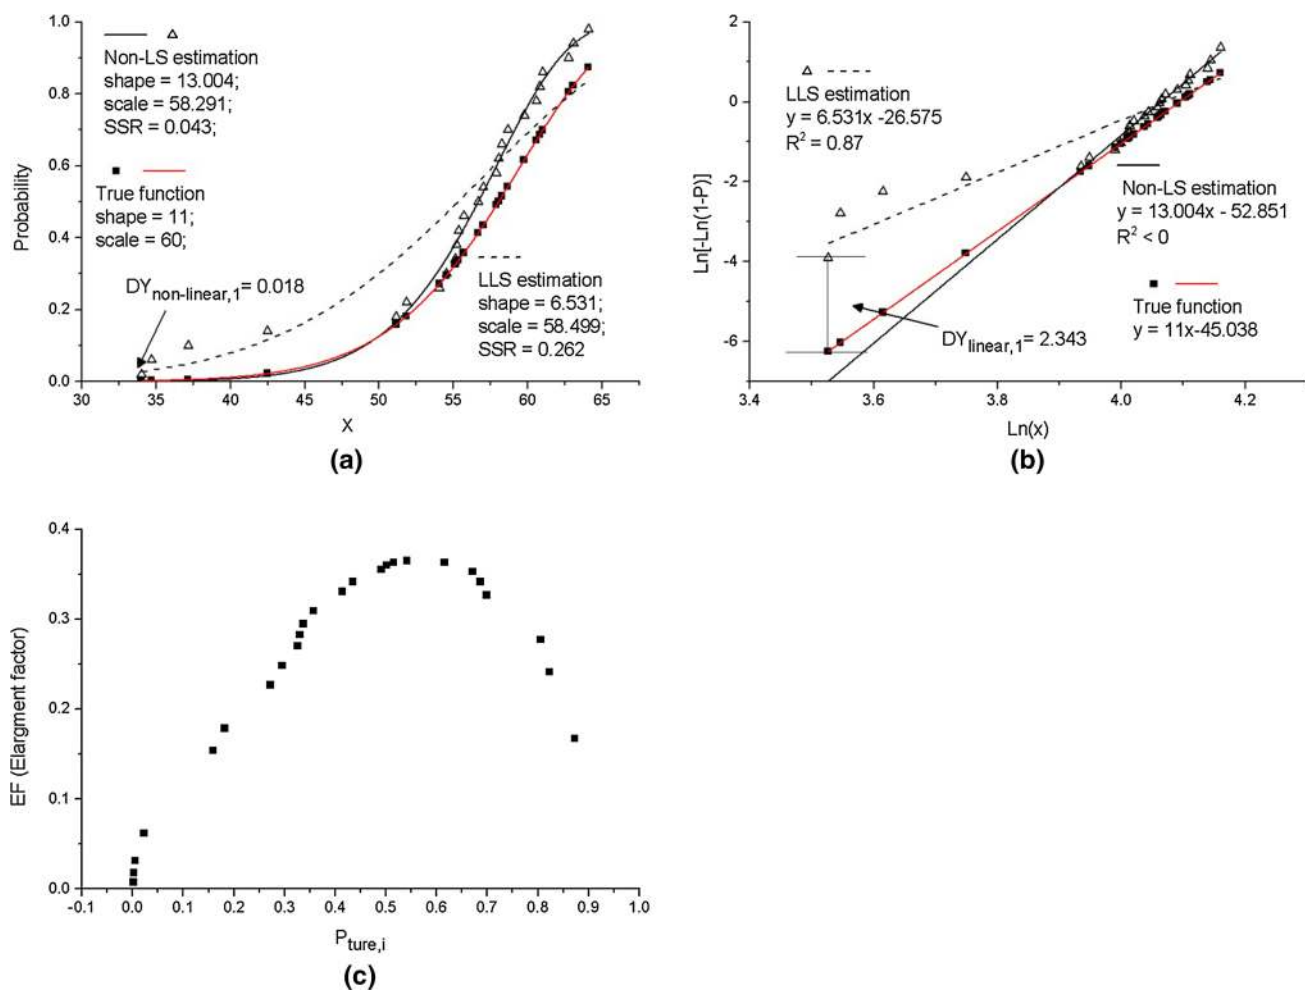 1.0
0.8
0.6
0.4
0.2
0.0
Probability
Non-LS estimation
shape = 13.004;
scale = 58.291;
SSR = 0.043;
True function
shape = 11;
scale = 60;
DYnon-linear,1= 0.018
LLS estimation
shape = 6.531;
scale = 58.499;
SSR = 0.262
30 35 40 45 50 55 60 65
X
(a)
2
0
-2
-4
-6
Ln[-Ln(1-P)]
LLS estimation
y = 6.531x -26.575
R2 = 0.87
Non-LS estimation
y = 13.004x - 52.851
R2 < 0
True function
y = 11x-45.038
DYlinear,1= 2.343
3.4 3.6 3.8 4.0 4.2
Ln(x)
(b)
0.4
0.3
0.2
0.1
0.0
EF (Elargment factor)
-0.1 0.0 0.1 0.2 0.3 0.4 0.5 0.6 0.7 0.8 0.9 1.0
Pture,i
(c)